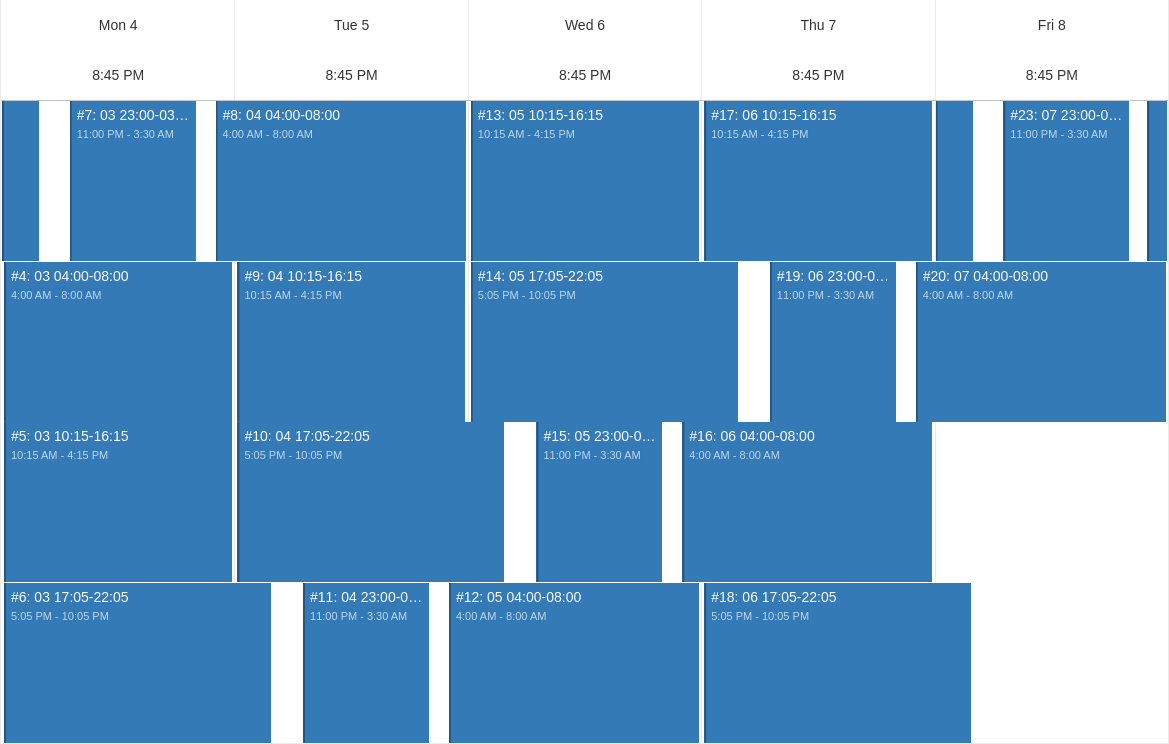 Mon 4
Tue 5
Wed 6
Thu 7
Fri 8
8:45 PM
8:45 PM
8:45 PM
8:45 PM
8:45 PM
#7: 03 23:00-03…
11:00 PM - 3:30 AM
#8: 04 04:00-08:00
4:00 AM - 8:00 AM
#13: 05 10:15-16:15
10:15 AM - 4:15 PM
#17: 06 10:15-16:15
10:15 AM - 4:15 PM
#23: 07 23:00-0…
11:00 PM - 3:30 AM
#4: 03 04:00-08:00
4:00 AM - 8:00 AM
#9: 04 10:15-16:15
10:15 AM - 4:15 PM
#14: 05 17:05-22:05
5:05 PM - 10:05 PM
#19: 06 23:00-0…
11:00 PM - 3:30 AM
#20: 07 04:00-08:00
4:00 AM - 8:00 AM
#5: 03 10:15-16:15
10:15 AM - 4:15 PM
#10: 04 17:05-22:05
5:05 PM - 10:05 PM
#15: 05 23:00-0…
11:00 PM - 3:30 AM
#16: 06 04:00-08:00
4:00 AM - 8:00 AM
#6: 03 17:05-22:05
5:05 PM - 10:05 PM
#11: 04 23:00-0…
11:00 PM - 3:30 AM
#12: 05 04:00-08:00
4:00 AM - 8:00 AM
#18: 06 17:05-22:05
5:05 PM - 10:05 PM